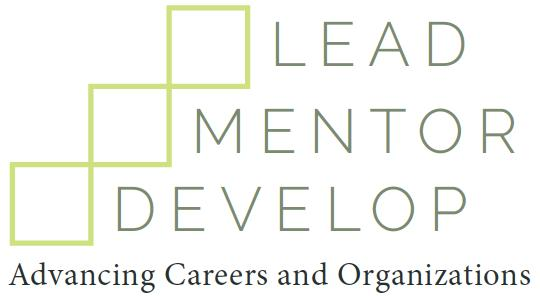 LEAD
MENTOR
DEVELOP
Advancing Careers and Organizations